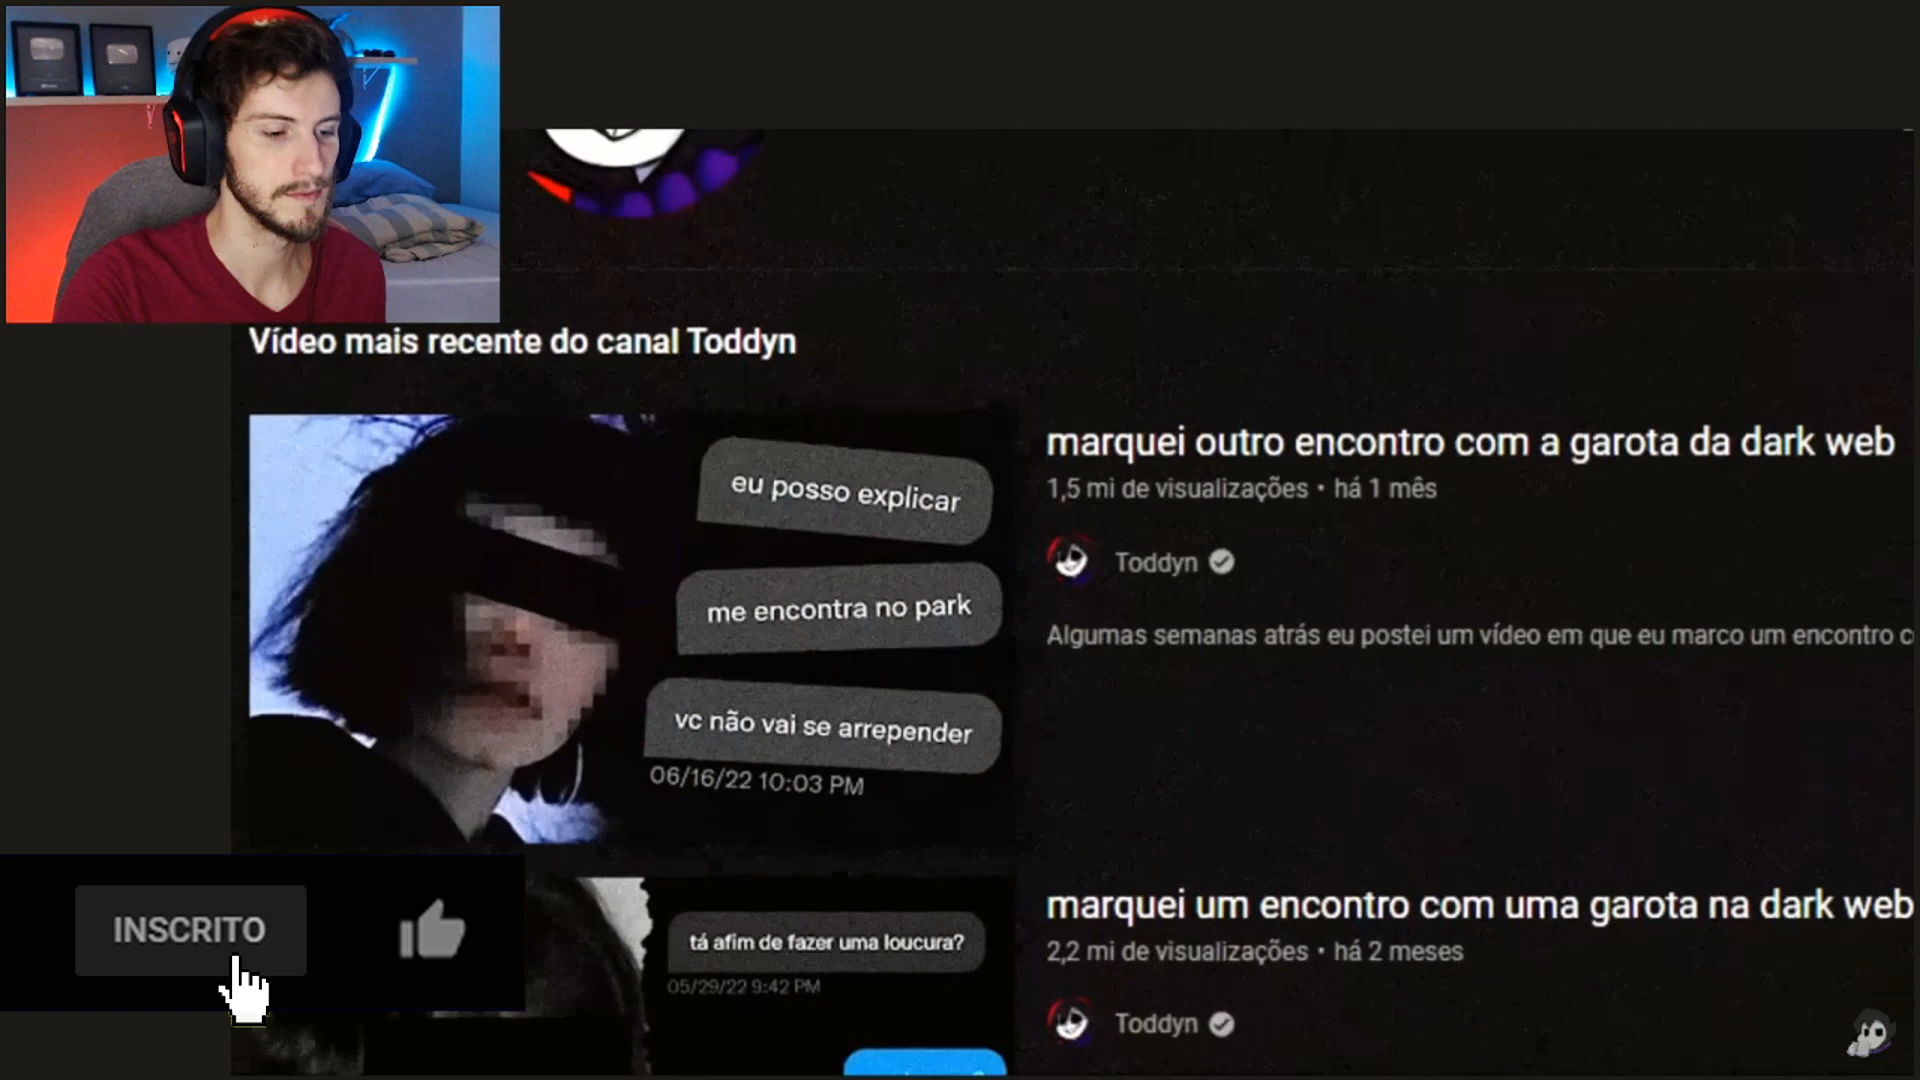 Vídeo mais recente do canal Toddyn
eu posso explicar
me encontra no park
vc não vai se arrepender
06/16/22 10:03 PM
marquei outro encontro com a garota da dark web
1,5 mi de visualizações • há 1 mês
Toddyn
Algumas semanas atrás eu postei um vídeo em que eu marco um encontro c
tá afim de fazer uma loucura?
05/29/22 9:42 PM
marquei um encontro com uma garota na dark web
2,2 mi de visualizações • há 2 meses
Toddyn
INSCRITO